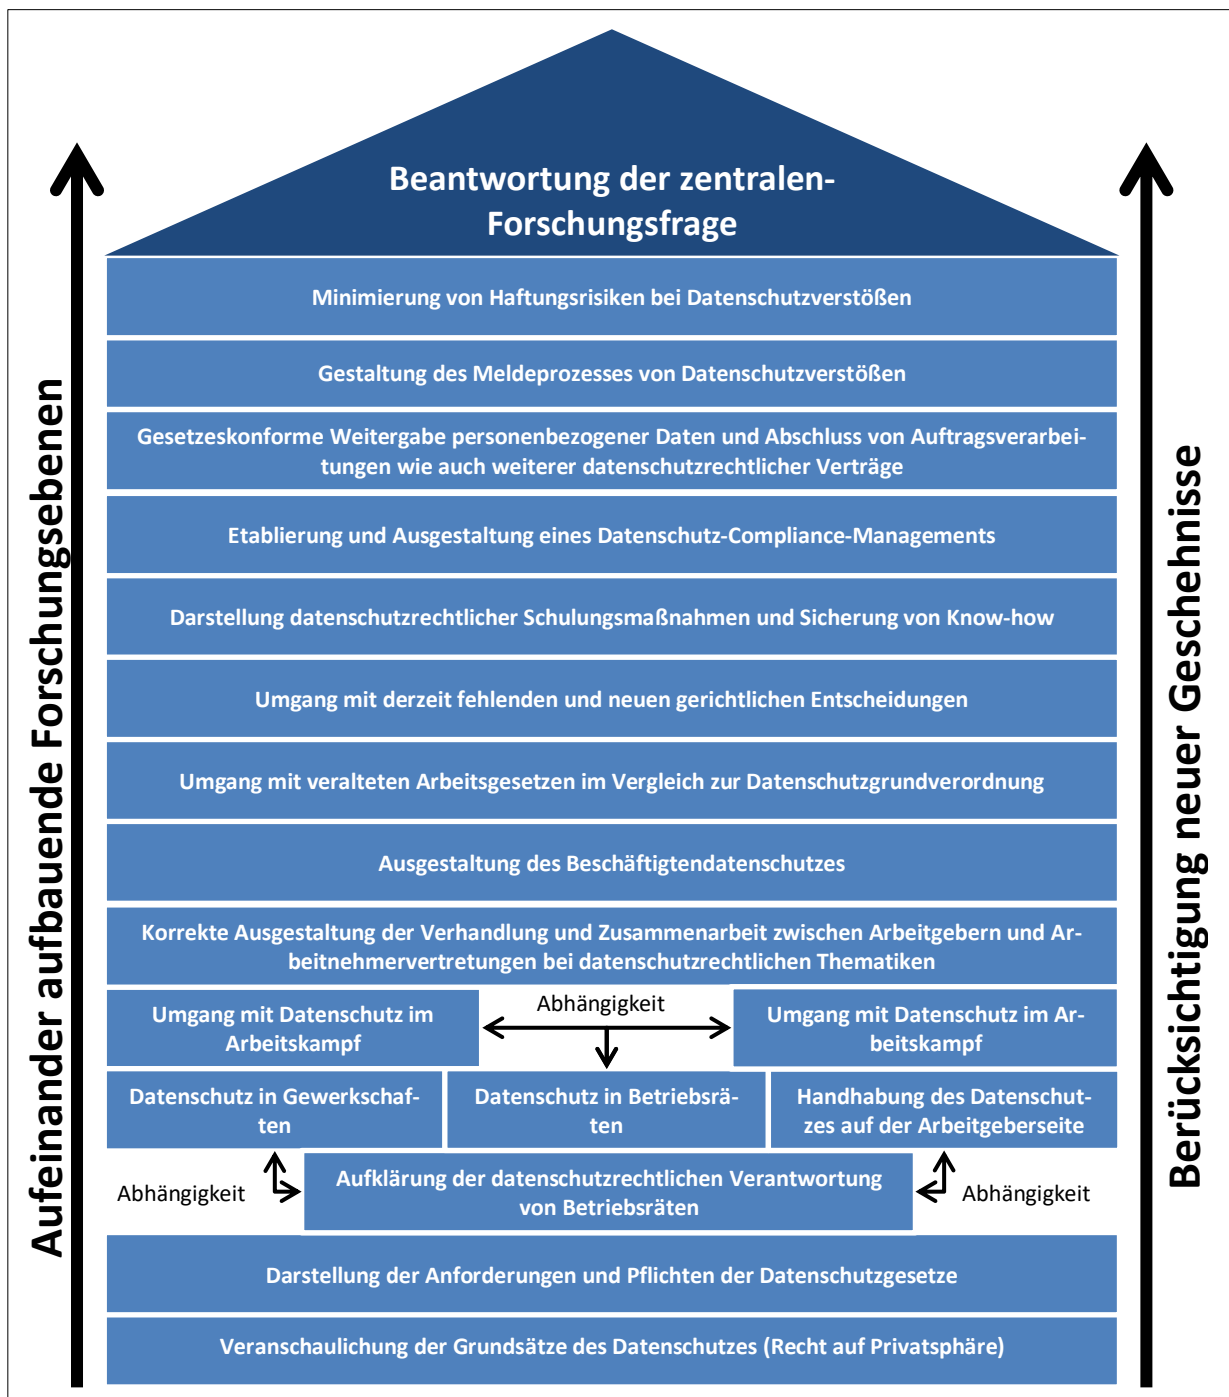 Beantwortung der zentralen-
Forschungsfrage
Minimierung von Haftungsrisiken bei Datenschutzverstößen
Gestaltung des Meldeprozesses von Datenschutzverstößen
Gesetzeskonforme Weitergabe personenbezogener Daten und Abschluss von Auftragsverarbei-
tungen wie auch weiterer datenschutzrechtlicher Verträge
Etablierung und Ausgestaltung eines Datenschutz-Compliance-Managements
Darstellung datenschutzrechtlicher Schulungsmaßnahmen und Sicherung von Know-how
Umgang mit derzeit fehlenden und neuen gerichtlichen Entscheidungen
Umgang mit veralteten Arbeitsgesetzen im Vergleich zur Datenschutzgrundverordnung
Ausgestaltung des Beschäftigtendatenschutzes
Korrekte Ausgestaltung der Verhandlung und Zusammenarbeit zwischen Arbeitgebern und Ar-
beitnehmervertretungen bei datenschutzrechtlichen Thematiken
Umgang mit Datenschutz im
Arbeitskampf
Abhängigkeit
Umgang mit Datenschutz im Ar-
beitskampf
Datenschutz in Gewerkschaf-
ten
Datenschutz in Betriebsrä-
ten
Handhabung des Datenschut-
zes auf der Arbeitgeberseite
Abhängigkeit
Aufklärung der datenschutzrechtlichen Verantwortung
von Betriebsräten
Abhängigkeit
Darstellung der Anforderungen und Pflichten der Datenschutzgesetze
Veranschaulichung der Grundsätze des Datenschutzes (Recht auf Privatsphäre)
Aufeinander aufbauende Forschungsebenen
Berücksichtigung neuer Geschehnisse